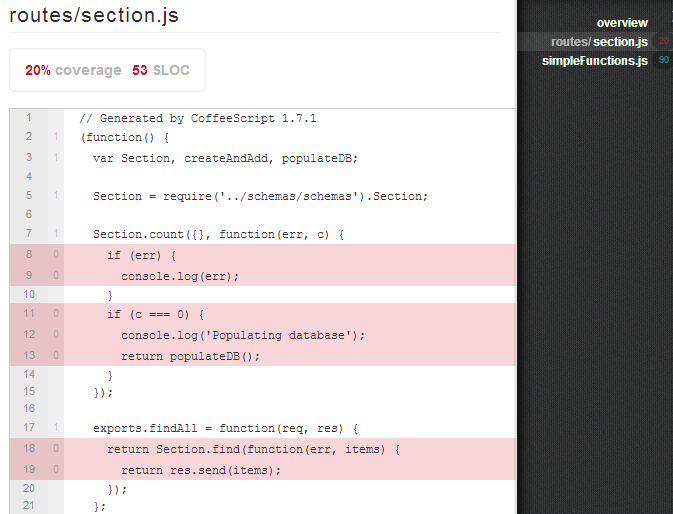 routes/section.js
20% coverage 53 SLOC
overview
routes/ section.js 20
simpleFunctions.js 90
1 // Generated by CoffeeScript 1.7.1
2 1 (function() {
3 1 var Section, createAndAdd, populateDB;
4
5 1 Section = require('../schemas/schemas').Section;
6
7 1 Section.count({}, function(err, c) {
8 0 if (err) {
9 0 console.log(err);
10 }
11 0 if (c === 0) {
12 0 console.log('Populating database');
13 0 return populateDB();
14 }
15 });
16
17 1 exports.findAll = function(req, res) {
18 0 return Section.find(function(err, items) {
19 0 return res.send(items);
20 });
21 };